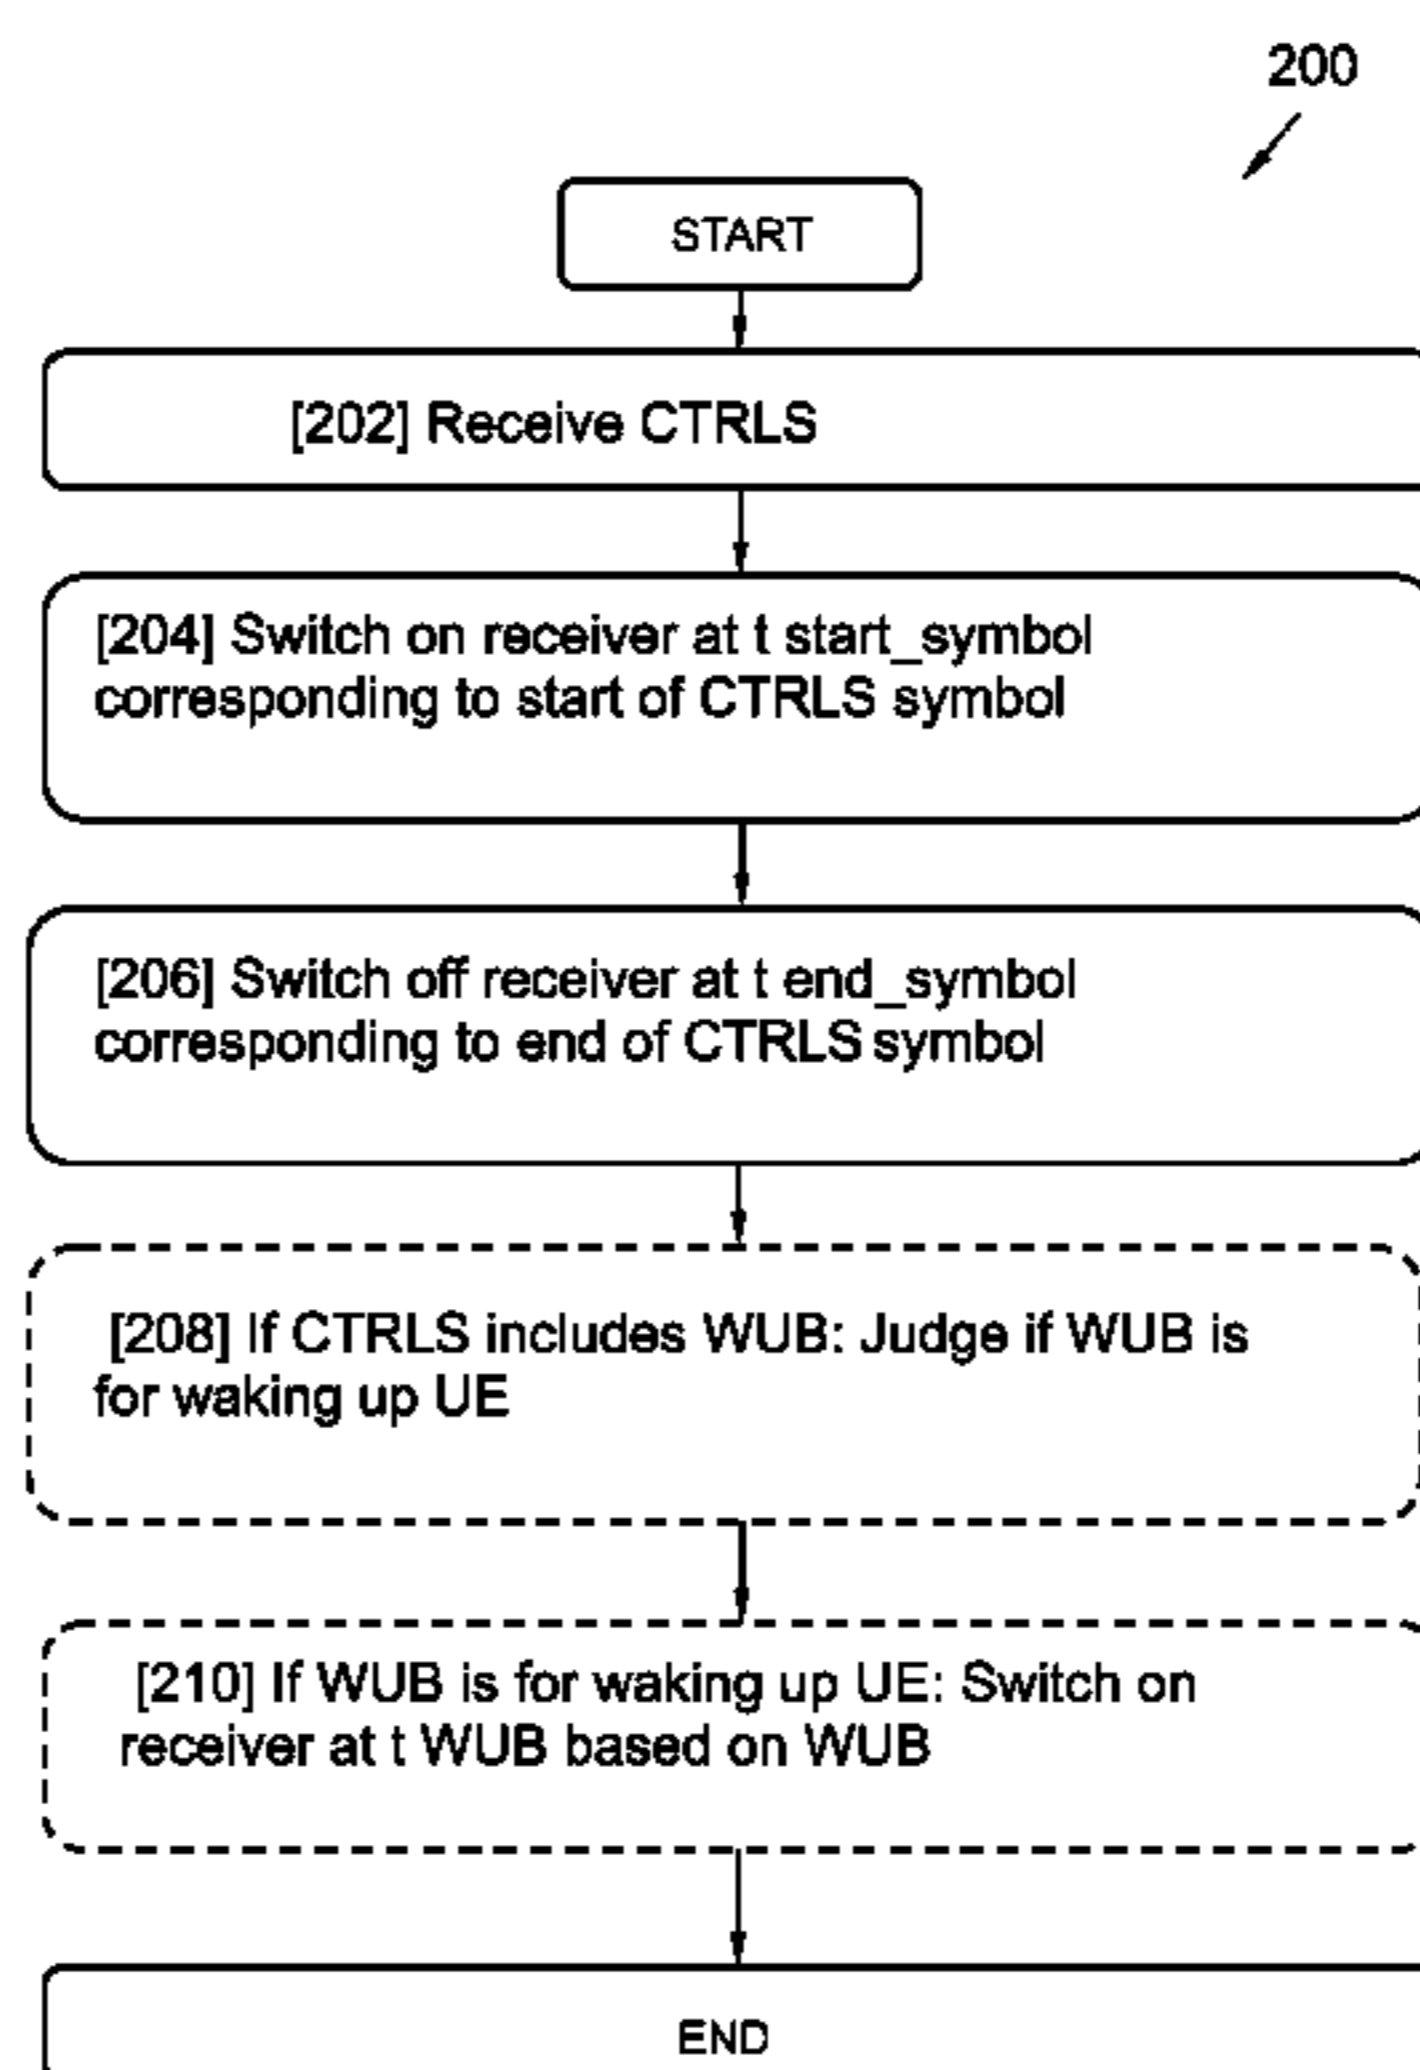 200
START
[202] Receive CTRLS
[204] Switch on receiver at t start_symbol
corresponding to start of CTRLS symbol
[206] Switch off receiver at t end_symbol
corresponding to end of CTRLS symbol
[208] If CTRLS includes WUB: Judge if WUB is
for waking up UE
[210] If WUB is for waking up UE: Switch on
receiver at t WUB based on WUB
END